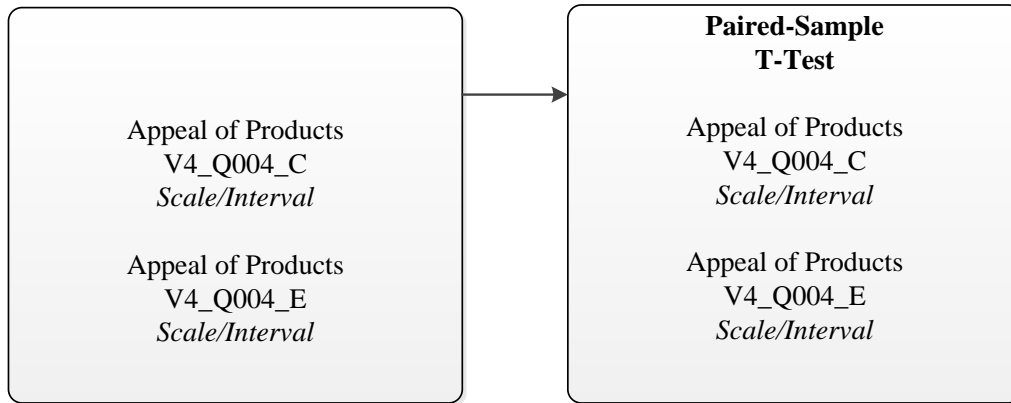 Appeal of Products
V4_Q004_C
Scale/Interval
Appeal of Products
V4_Q004_E
Scale/Interval
Paired-Sample
T-Test
Appeal of Products
V4_Q004_C
Scale/Interval
Appeal of Products
V4_Q004_E
Scale/Interval